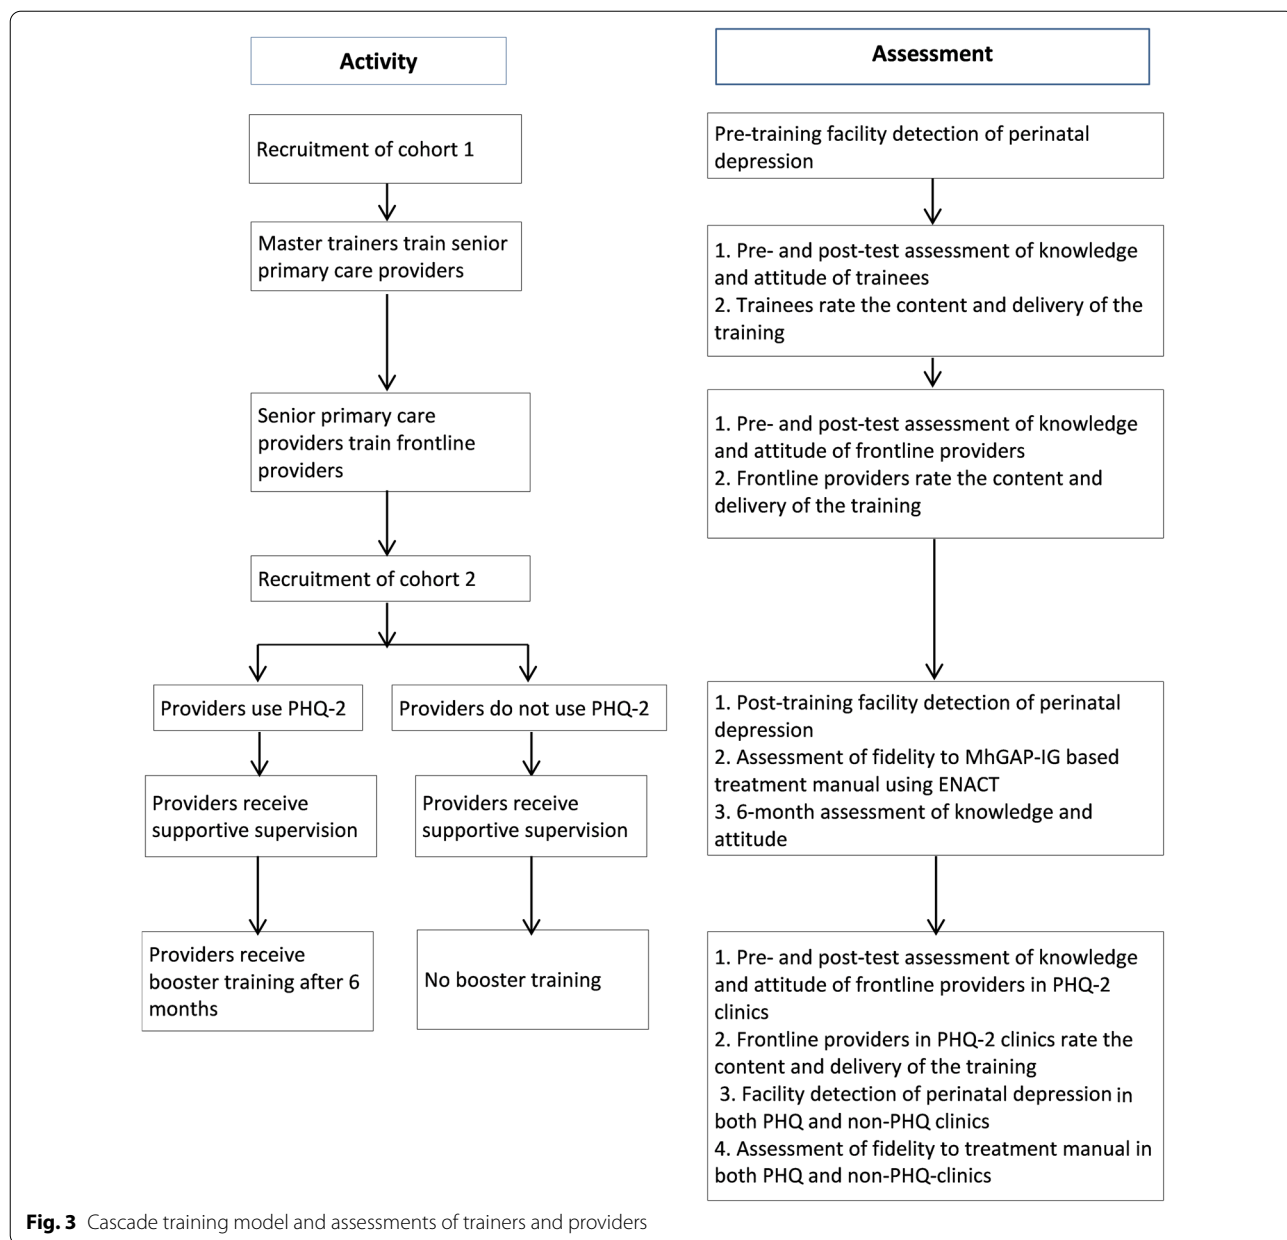 Activity
Assessment
Recruitment of cohort 1
Master trainers train senior
primary care providers
Senior primary care
providers train frontline
providers
Recruitment of cohort 2
Providers use PHQ-2
Providers do not use PHQ-2
Providers receive
supportive supervision
Providers receive
supportive supervision
Providers receive
booster training after 6
months
No booster training
Pre-training facility detection of perinatal
depression
1. Pre- and post-test assessment of knowledge
and attitude of trainees
2. Trainees rate the content and delivery of the
training
1. Pre- and post-test assessment of knowledge
and attitude of frontline providers
2. Frontline providers rate the content and
delivery of the training
1. Post-training facility detection of perinatal
depression
2. Assessment of fidelity to MhGAP-IG based
treatment manual using ENACT
3. 6-month assessment of knowledge and
attitude
1. Pre- and post-test assessment of knowledge
and attitude of frontline providers in PHQ-2
clinics
2. Frontline providers in PHQ-2 clinics rate the
content and delivery of the training
3. Facility detection of perinatal depression in
both PHQ and non-PHQ clinics
4. Assessment of fidelity to treatment manual in
both PHQ and non-PHQ-clinics
Fig. 3 Cascade training model and assessments of trainers and providers